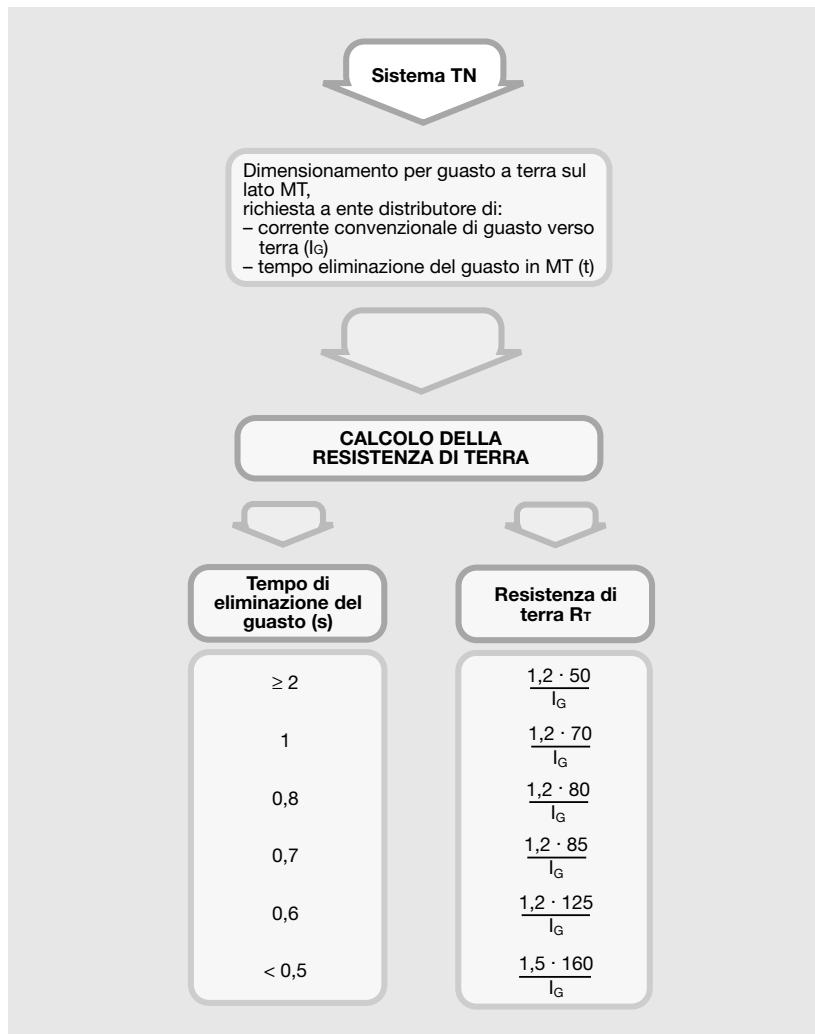 Sistema TN
Dimensionamento per guasto a terra sul
lato MT,
richiesta a ente distributore di:
– corrente convenzionale di guasto verso
terra (IG)
– tempo eliminazione del guasto in MT (t)
CALCOLO DELLA
RESISTENZA DI TERRA
Tempo di
eliminazione del
guasto (s)
Resistenza di
terra RT
≥ 2
1,2 · 50
IG
1
1,2 · 70
IG
0,8
1,2 · 80
IG
0,7
1,2 · 85
IG
0,6
1,2 · 125
IG
< 0,5
1,5 · 160
IG